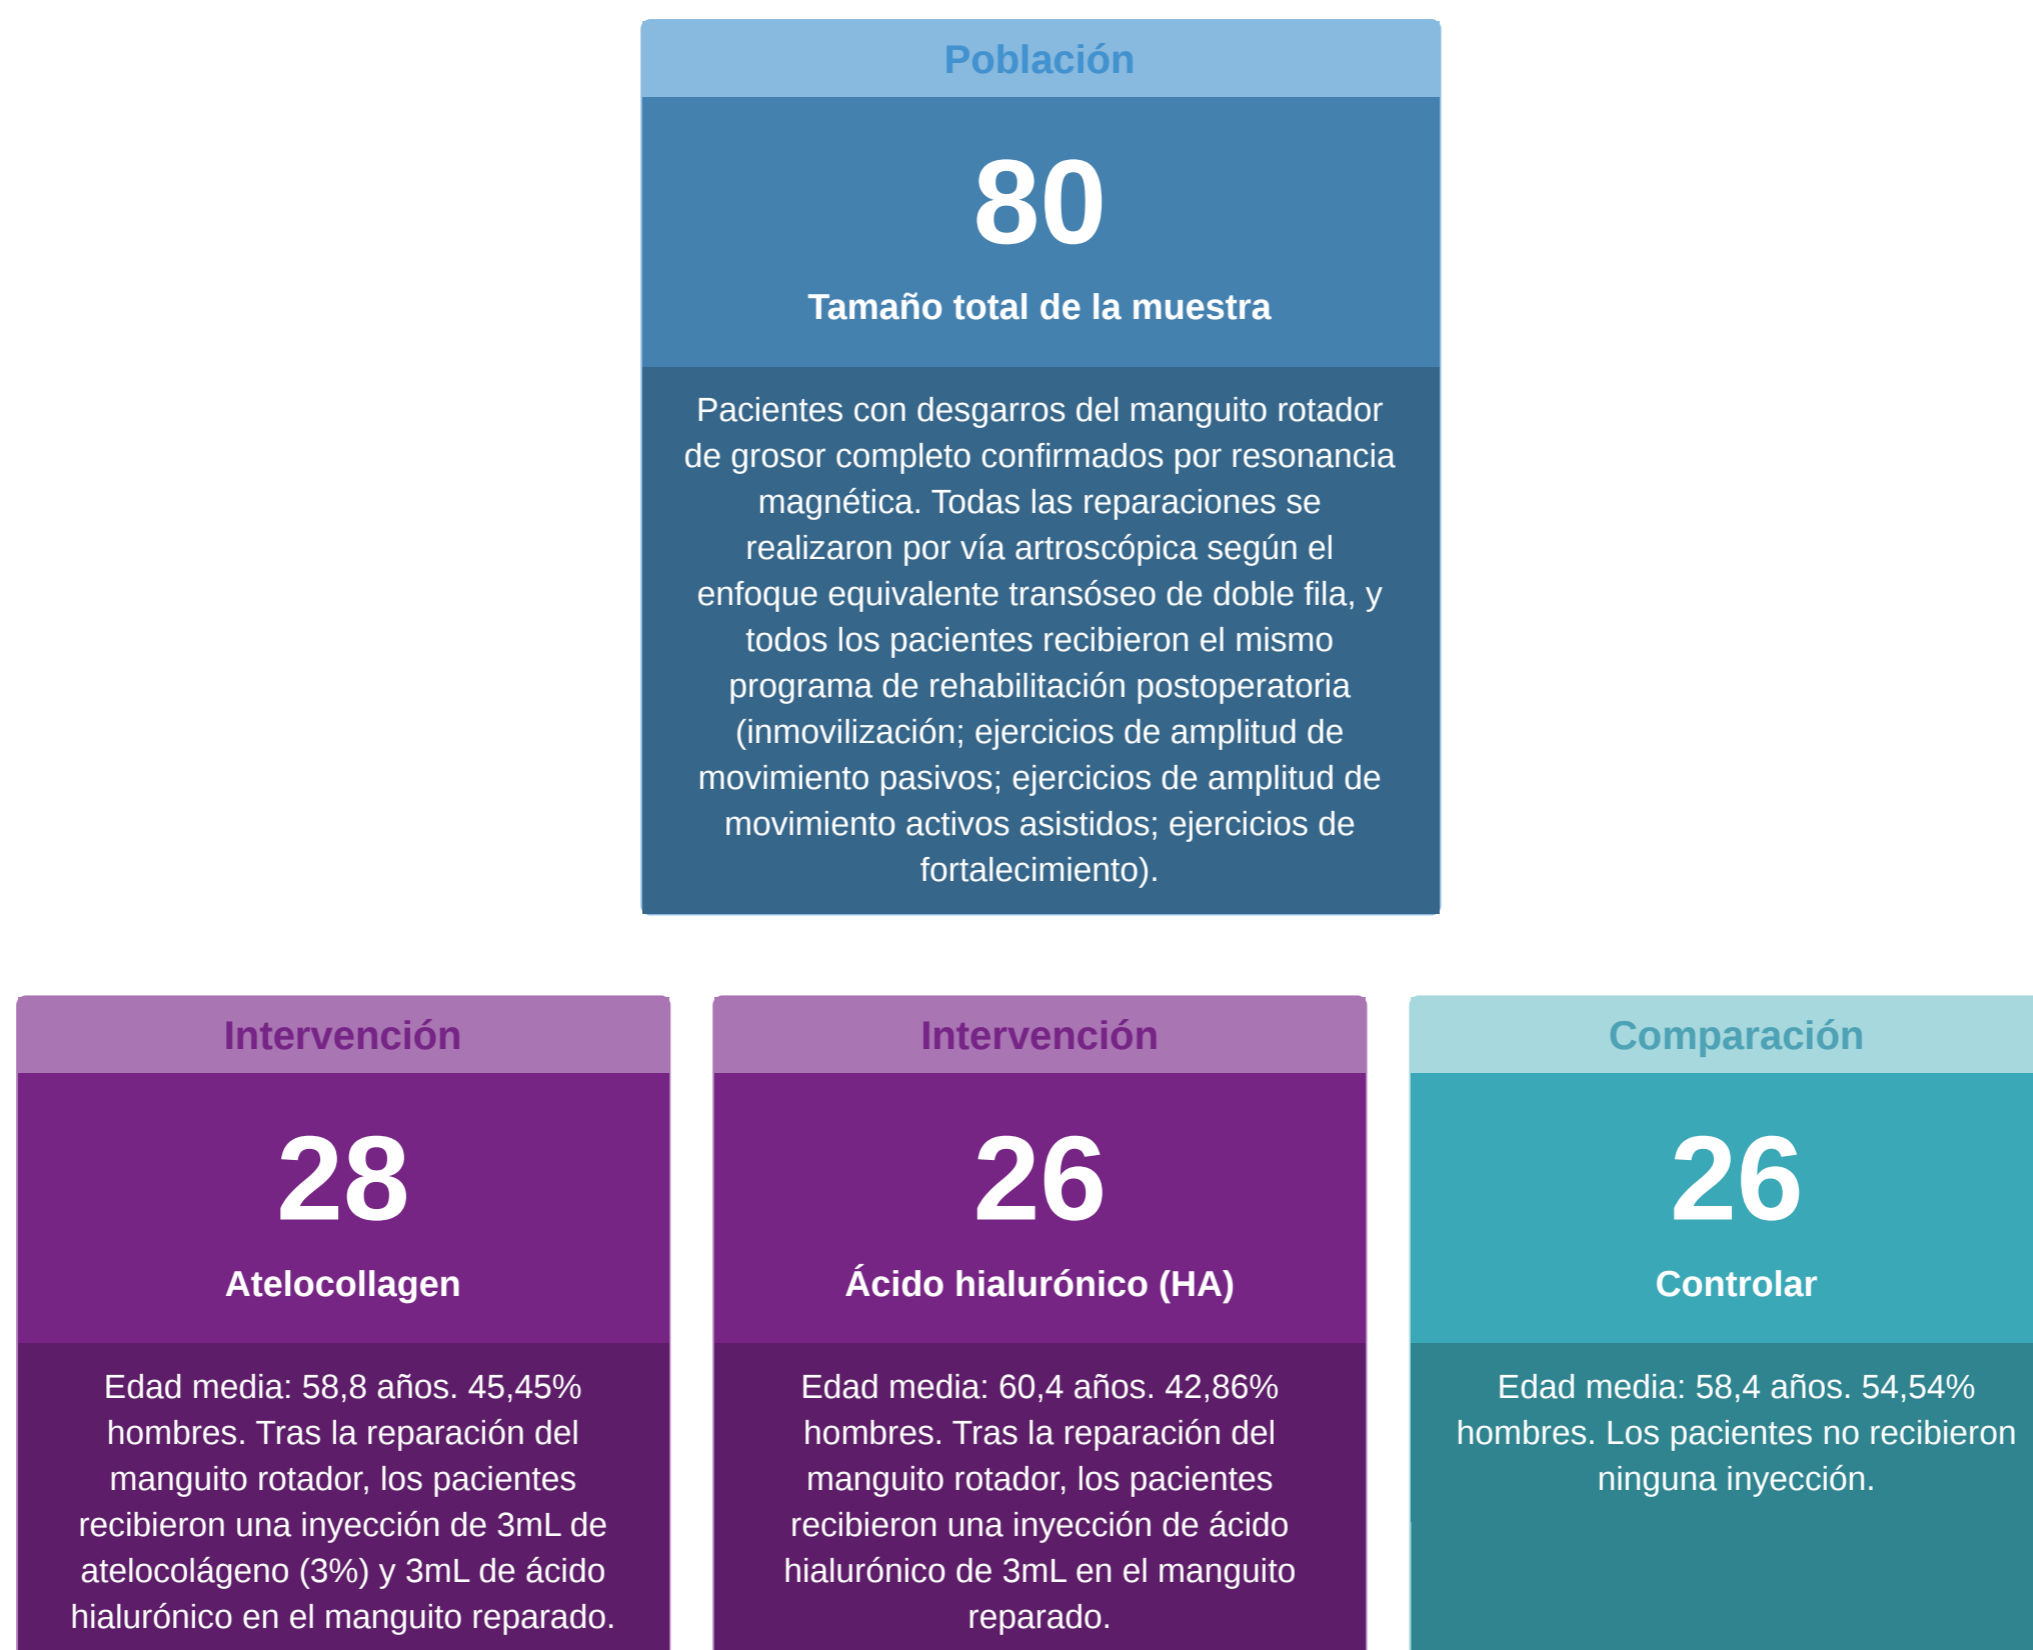 Población
80
Tamaño total de la muestra
Pacientes con desgarros del manguito rotador
de grosor completo confirmados por resonancia
magnética. Todas las reparaciones se
realizaron por vía artroscópica según el
enfoque equivalente transóseo de doble fila, y
todos los pacientes recibieron el mismo
programa de rehabilitación postoperatoria
(inmovilización; ejercicios de amplitud de
movimiento pasivos; ejercicios de amplitud de
movimiento activos asistidos; ejercicios de
fortalecimiento).
Intervención
28
Atelocollagen
Edad media: 58,8 años. 45,45%
hombres. Tras la reparación del
manguito rotador, los pacientes
recibieron una inyección de 3mL de
atelocolágeno (3%) y 3mL de ácido
hialurónico en el manguito reparado.
Intervención
26
Ácido hialurónico (HA)
Edad media: 60,4 años. 42,86%
hombres. Tras la reparación del
manguito rotador, los pacientes
recibieron una inyección de ácido
hialurónico de 3mL en el manguito
reparado.
Comparación
26
Controlar
Edad media: 58,4 años. 54,54%
hombres. Los pacientes no recibieron
ninguna inyección.